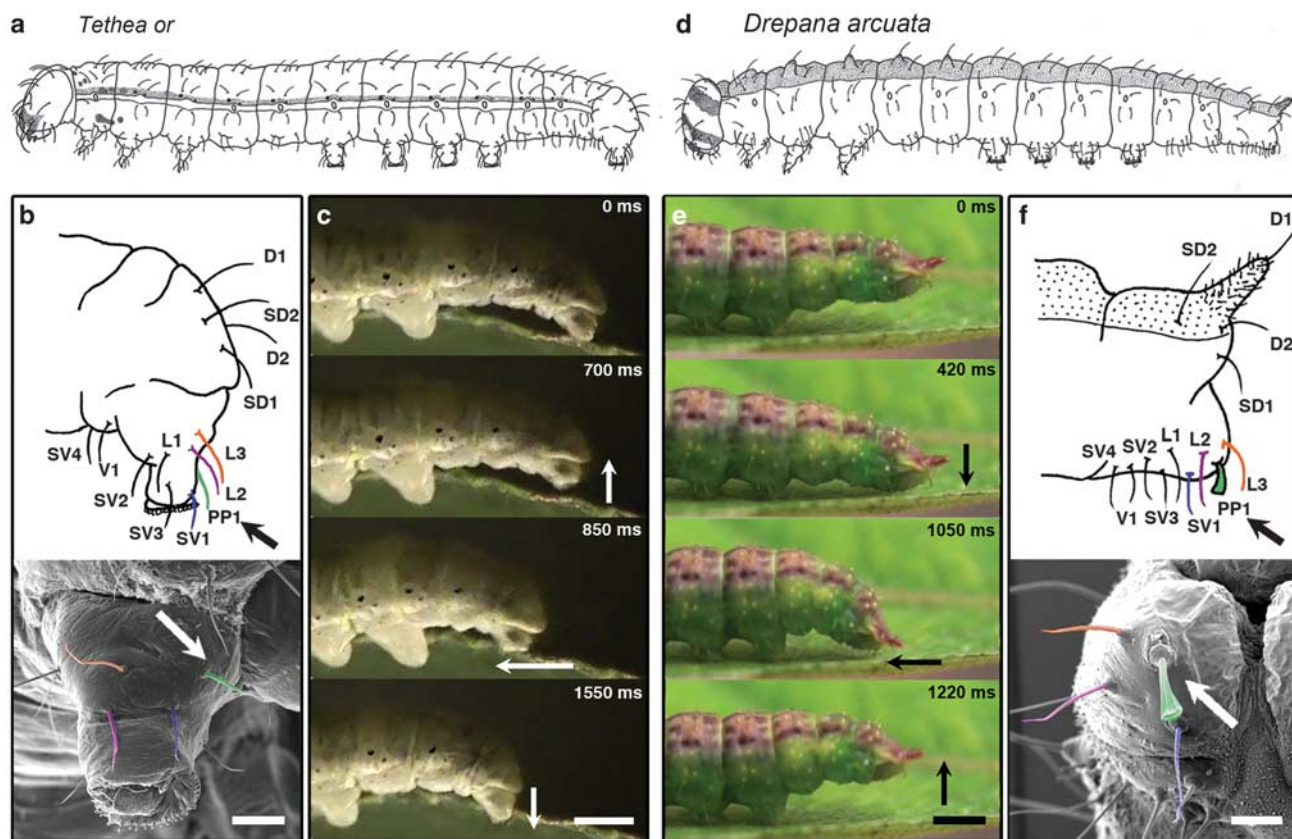 a Tethea or
d Drepana arcuata
b
D1
SD2
D2
SD1
L1
L3
SV4
V1
L2
SV2
PP1
SV3
SV1
c
0 ms
700 ms
850 ms
1550 ms
e
0 ms
420 ms
1050 ms
1220 ms
f
D1
SD2
D2
SD1
L1
L2
SV2
SV4
L3
PP1
V1
SV3
SV1